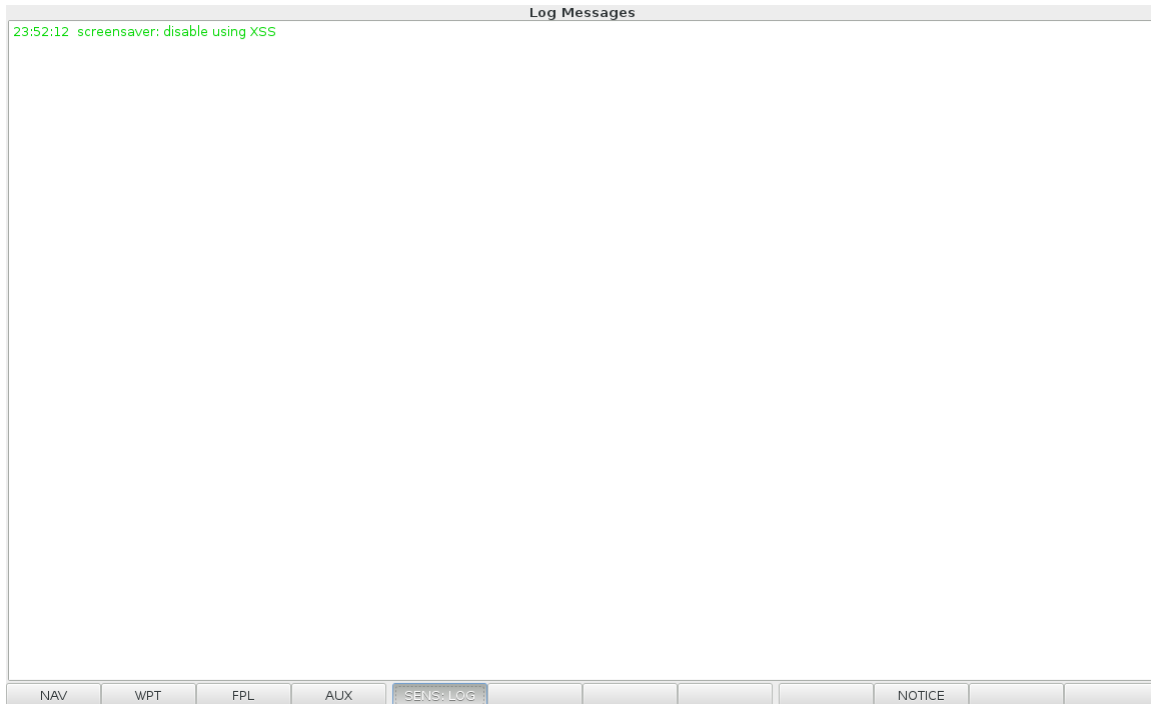 Log Messages
23:52:12 screensaver: disable using XSS
NAV WPT FPL AUX SENS: LOG NOTICE